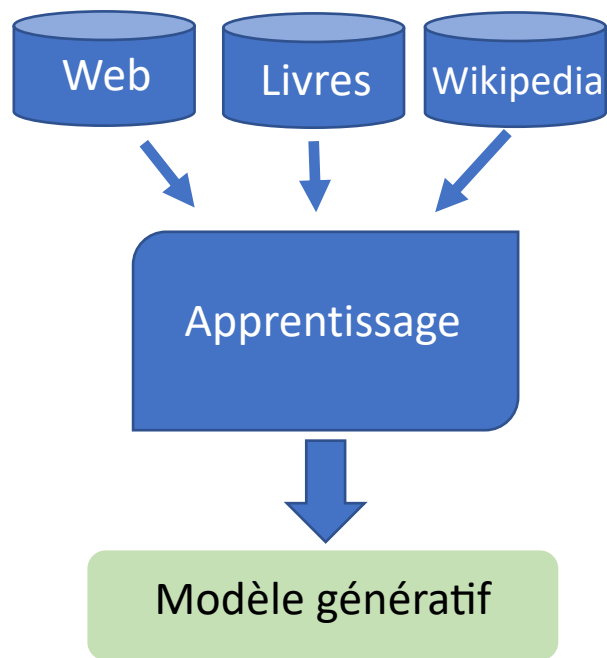 Web
Livres
Wikipedia
Apprentissage
Modèle génératif